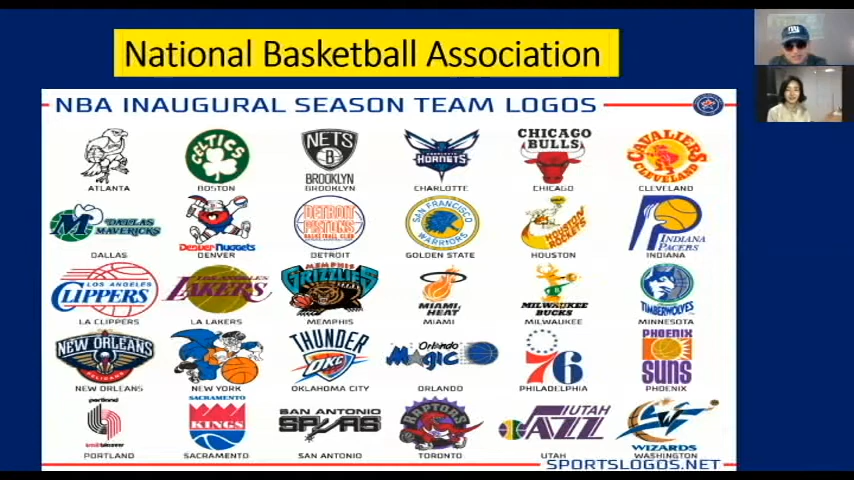 National Basketball Association
NBA INAUGURAL SEASON TEAM LOGOS
CELTICS
NETS
B
BROOKLYN
HORNETS
CHICAGO BULLS
CAVALIERS
CLEVELAND
ATLANTA BOSTON BROOKLYN CHARLOTTE CHICAGO CLEVELAND
M DALLAS MAVERICKS
DENVER NUGGETS
DETROIT PISTONS
BASKETBALL CLUB
SAN FRANCISCO
WARRIORS
INDIANA PACERS
DALLAS DENVER DETROIT GOLDEN STATE HOUSTON INDIANA
LOS ANGELES
CLIPPERS
LOS ANGELES
LAKERS
MEMPHIS
GRIZZLIES
MIAMI HEAT
MILWAUKEE
BUCKS
TIMBERWOLVES
LA CLIPPERS LA LAKERS MEMPHIS MIAMI MILWAUKEE MINNESOTA
NEW ORLEANS
PELICANS
THUNDER
OKC
Orlando
Magic
76
PHOENIX
SUNS
NEW ORLEANS NEW YORK OKLAHOMA CITY ORLANDO PHILADELPHIA PHOENIX
portland
SACRAMENTO
KINGS
SAN ANTONIO
SPURS
RAPTORS
UTAH
JAZZ
WIZARDS
PORTLAND SACRAMENTO SAN ANTONIO TORONTO UTAH WASHINGTON
SPORTSLOGOS.NET